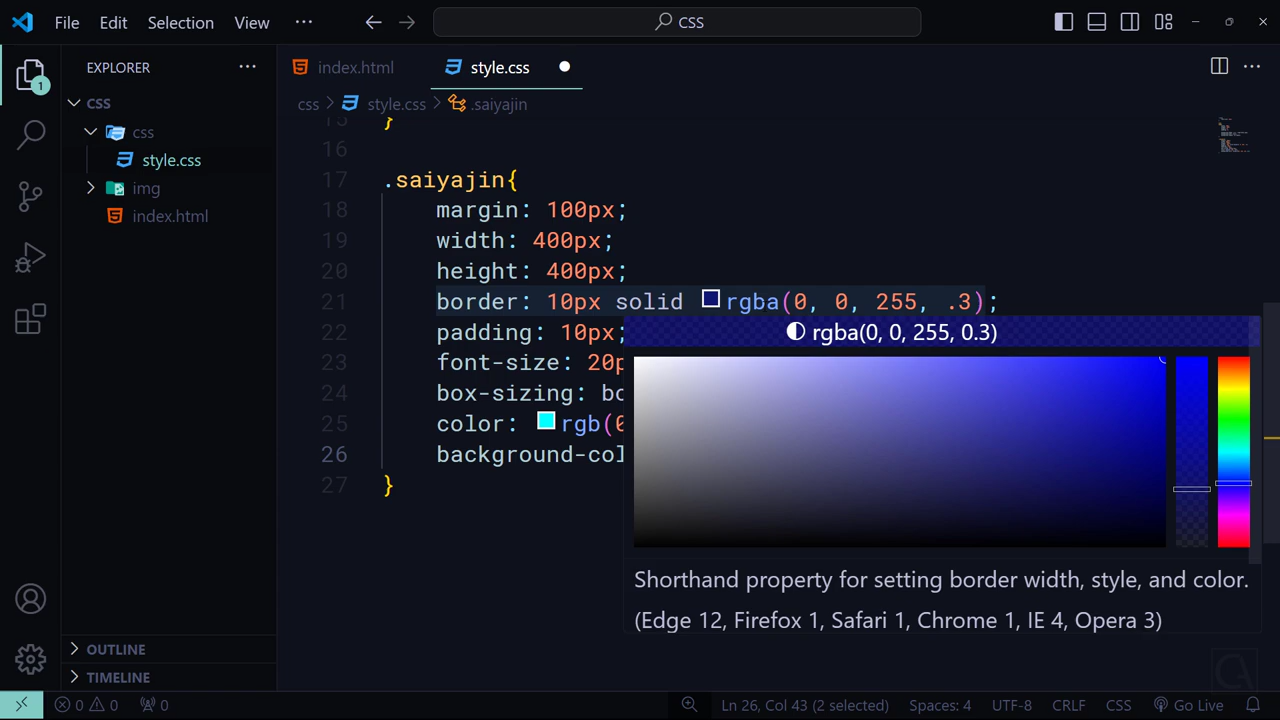 File Edit Selection View ··· CSS
EXPLORER ···
CSS
css
style.css
img
index.html
OUTLINE
TIMELINE
1
index.html style.css
css > style.css > .saiyajin
15 }
16
17 .saiyajin{
18 margin: 100px;
19 width: 400px;
20 height: 400px;
21 border: 10px solid rgba(0, 0, 255, .3);
22 padding: 10px;
23 font-size: 20p
24 box-sizing: bo
25 color: rgb(0
26 background-col
27 }
rgba(0, 0, 255, 0.3)
Shorthand property for setting border width, style, and color.
(Edge 12, Firefox 1, Safari 1, Chrome 1, IE 4, Opera 3)
0 0 0 Ln 26, Col 43 (2 selected) Spaces: 4 UTF-8 CRLF CSS Go Live